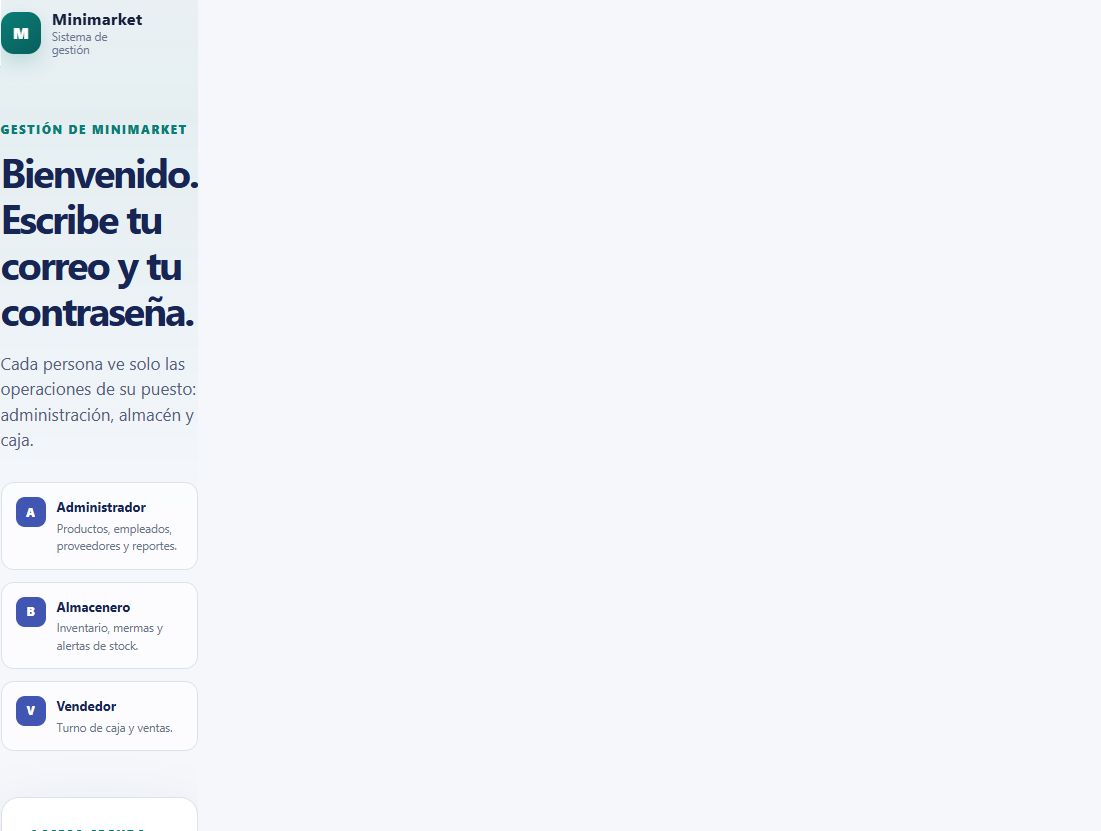 M
Minimarket
Sistema de
gestión
GESTIÓN DE MINIMARKET
Bienvenido.
Escribe tu
correo y tu
contraseña.
Cada persona ve solo las
operaciones de su puesto:
administración, almacén y
caja.
A
Administrador
Productos, empleados,
proveedores y reportes.
B
Almacenero
Inventario, mermas y
alertas de stock.
V
Vendedor
Turno de caja y ventas.